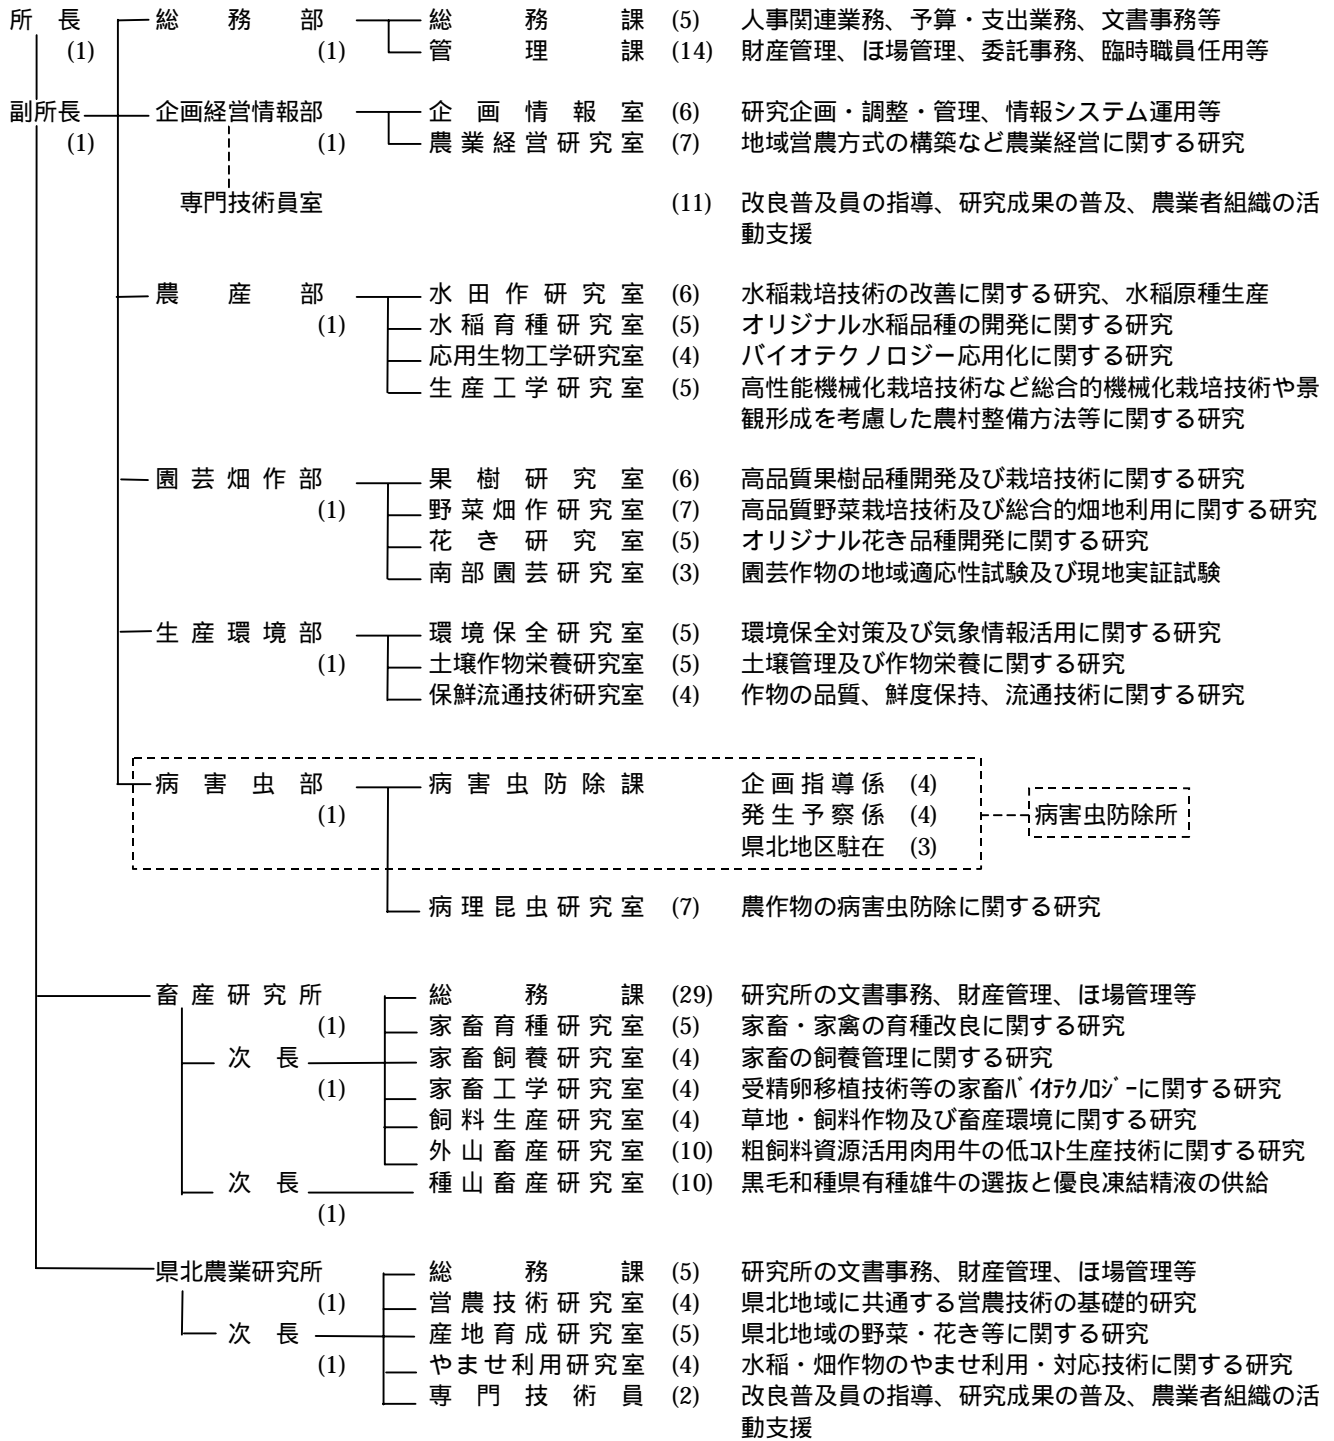 所長 総務部 総務課 (5) 人事関連業務、予算・支出業務、文書事務等
(1) (1) 管理課 (14) 財産管理、ほ場管理、委託事務、臨時職員任用等
副所長 企画経営情報部 企画情報室 (6) 研究企画・調整・管理、情報システム運用等
(1) (1) 農業経営研究室 (7) 地域営農方式の構築など農業経営に関する研究
専門技術員室 (11) 改良普及員の指導、研究成果の普及、農業者組織の活
動支援
農産部 水田作研究室 (6) 水稲栽培技術の改善に関する研究、水稲原種生産
(1) 水稲育種研究室 (5) オリジナル水稲品種の開発に関する研究
応用生物工学研究室 (4) バイオテクノロジー応用化に関する研究
生産工学研究室 (5) 高性能機械化栽培技術など総合的機械化栽培技術や景
観形成を考慮した農村整備方法等に関する研究
園芸畑作部 果樹研究室 (6) 高品質果樹品種開発及び栽培技術に関する研究
(1) 野菜畑作研究室 (7) 高品質野菜栽培技術及び総合的畑地利用に関する研究
花き研究室 (5) オリジナル花き品種開発に関する研究
南部園芸研究室 (3) 園芸作物の地域適応性試験及び現地実証試験
生産環境部 環境保全研究室 (5) 環境保全対策及び気象情報活用に関する研究
(1) 土壌作物栄養研究室 (5) 土壌管理及び作物栄養に関する研究
保鮮流通技術研究室 (4) 作物の品質、鮮度保持、流通技術に関する研究
病害虫部 病害虫防除課 企画指導係 (4)
(1) 発生予察係 (4) 病害虫防除所
県北地区駐在 (3)
病理昆虫研究室 (7) 農作物の病害虫防除に関する研究
畜産研究所 総務課 (29) 研究所の文書事務、財産管理、ほ場管理等
(1) 家畜育種研究室 (5) 家畜・家禽の育種改良に関する研究
次長 家畜飼養研究室 (4) 家畜の飼養管理に関する研究
(1) 家畜工学研究室 (4) 受精卵移植技術等の家畜ﾊﾞｲｵﾃｸﾉﾛｼﾞｰに関する研究
飼料生産研究室 (4) 草地・飼料作物及び畜産環境に関する研究
外山畜産研究室 (10) 粗飼料資源活用肉用牛の低ｺｽﾄ生産技術に関する研究
次長 種山畜産研究室 (10) 黒毛和種県有種雄牛の選抜と優良凍結精液の供給
(1)
県北農業研究所 総務課 (5) 研究所の文書事務、財産管理、ほ場管理等
(1) 営農技術研究室 (4) 県北地域に共通する営農技術の基礎的研究
次長 産地育成研究室 (5) 県北地域の野菜・花き等に関する研究
(1) やませ利用研究室 (4) 水稲・畑作物のやませ利用・対応技術に関する研究
専門技術員 (2) 改良普及員の指導、研究成果の普及、農業者組織の活
動支援